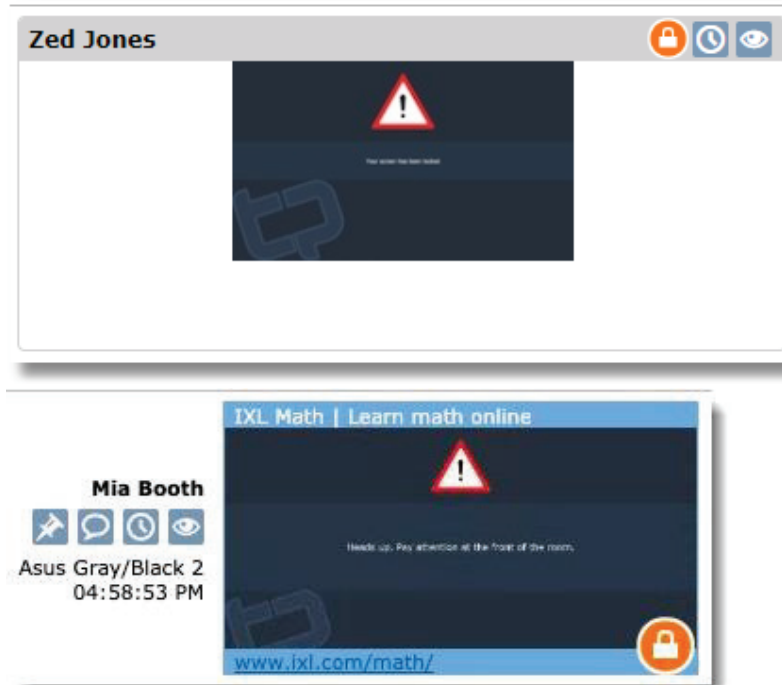 Zed Jones
Your screen has been locked
IXL Math | Learn math online
Mia Booth
Heads up. Pay attention at the front of the room.
Asus Gray/Black 2
04:58:53 PM
www.ixl.com/math/